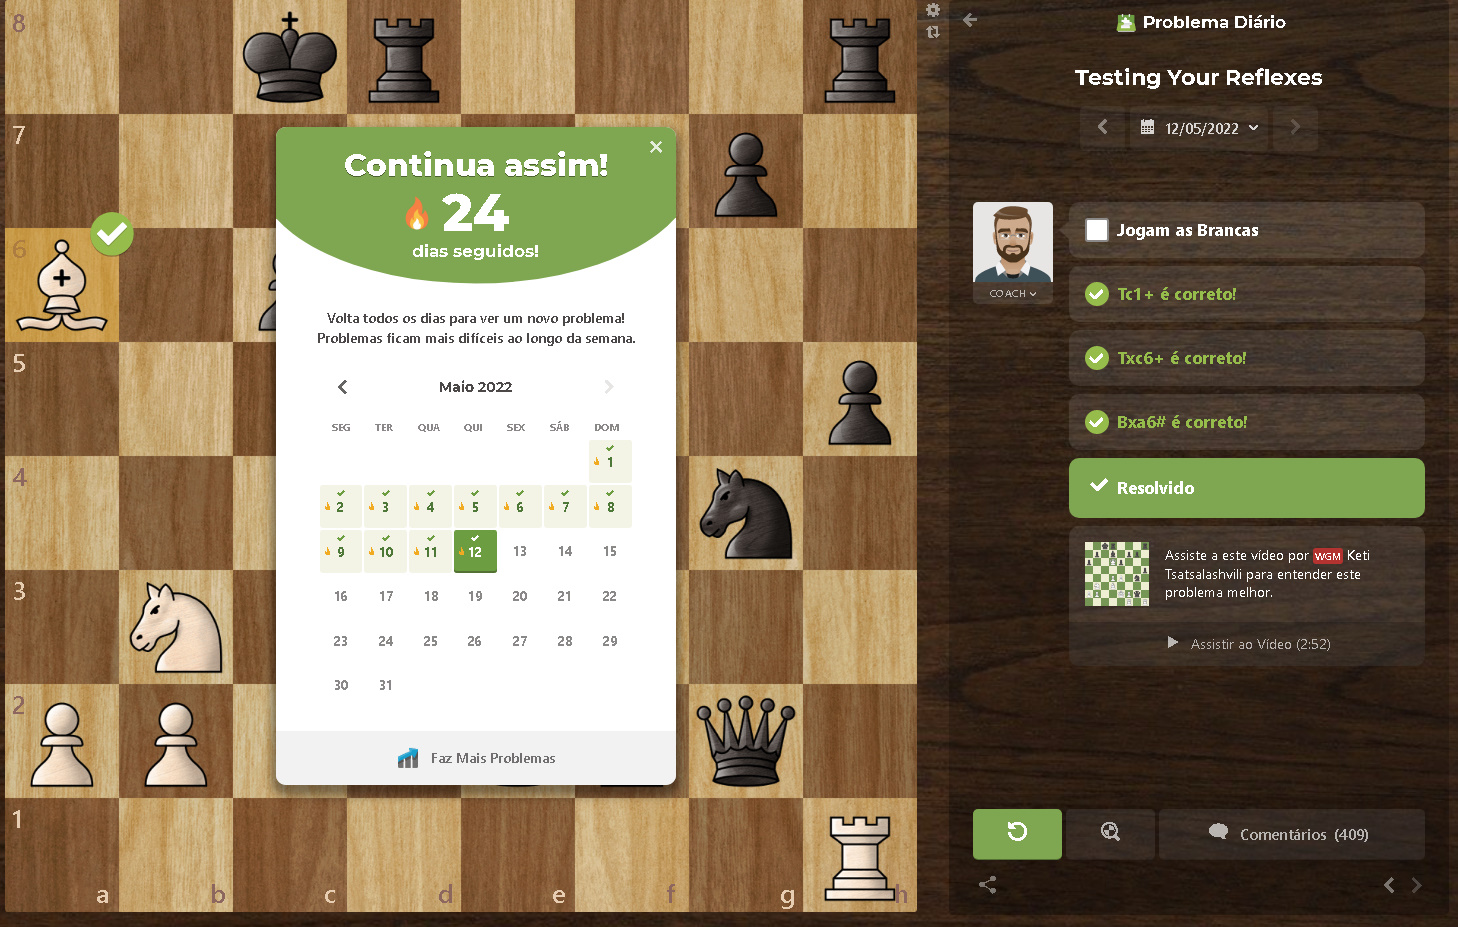 8
7
6
5
4
3
2
1
a
b
c
d
e
f
g
h
Continua assim!
24
dias seguidos!
Volta todos os dias para ver um novo problema!
Problemas ficam mais difíceis ao longo da semana.
Maio 2022
SEG TER QUA QUI SEX SÁB DOM
1
2 3 4 5 6 7 8
9 10 11 12 13 14 15
16 17 18 19 20 21 22
23 24 25 26 27 28 29
30 31
Faz Mais Problemas
Problema Diário
Testing Your Reflexes
12/05/2022
COACH
Jogam as Brancas
Tc1+ é correto!
Txc6+ é correto!
Bxa6# é correto!
Resolvido
Assiste a este vídeo por WGM Keti
Tsatsalashvili para entender este
problema melhor.
Assistir ao Vídeo (2:52)
Comentários (409)